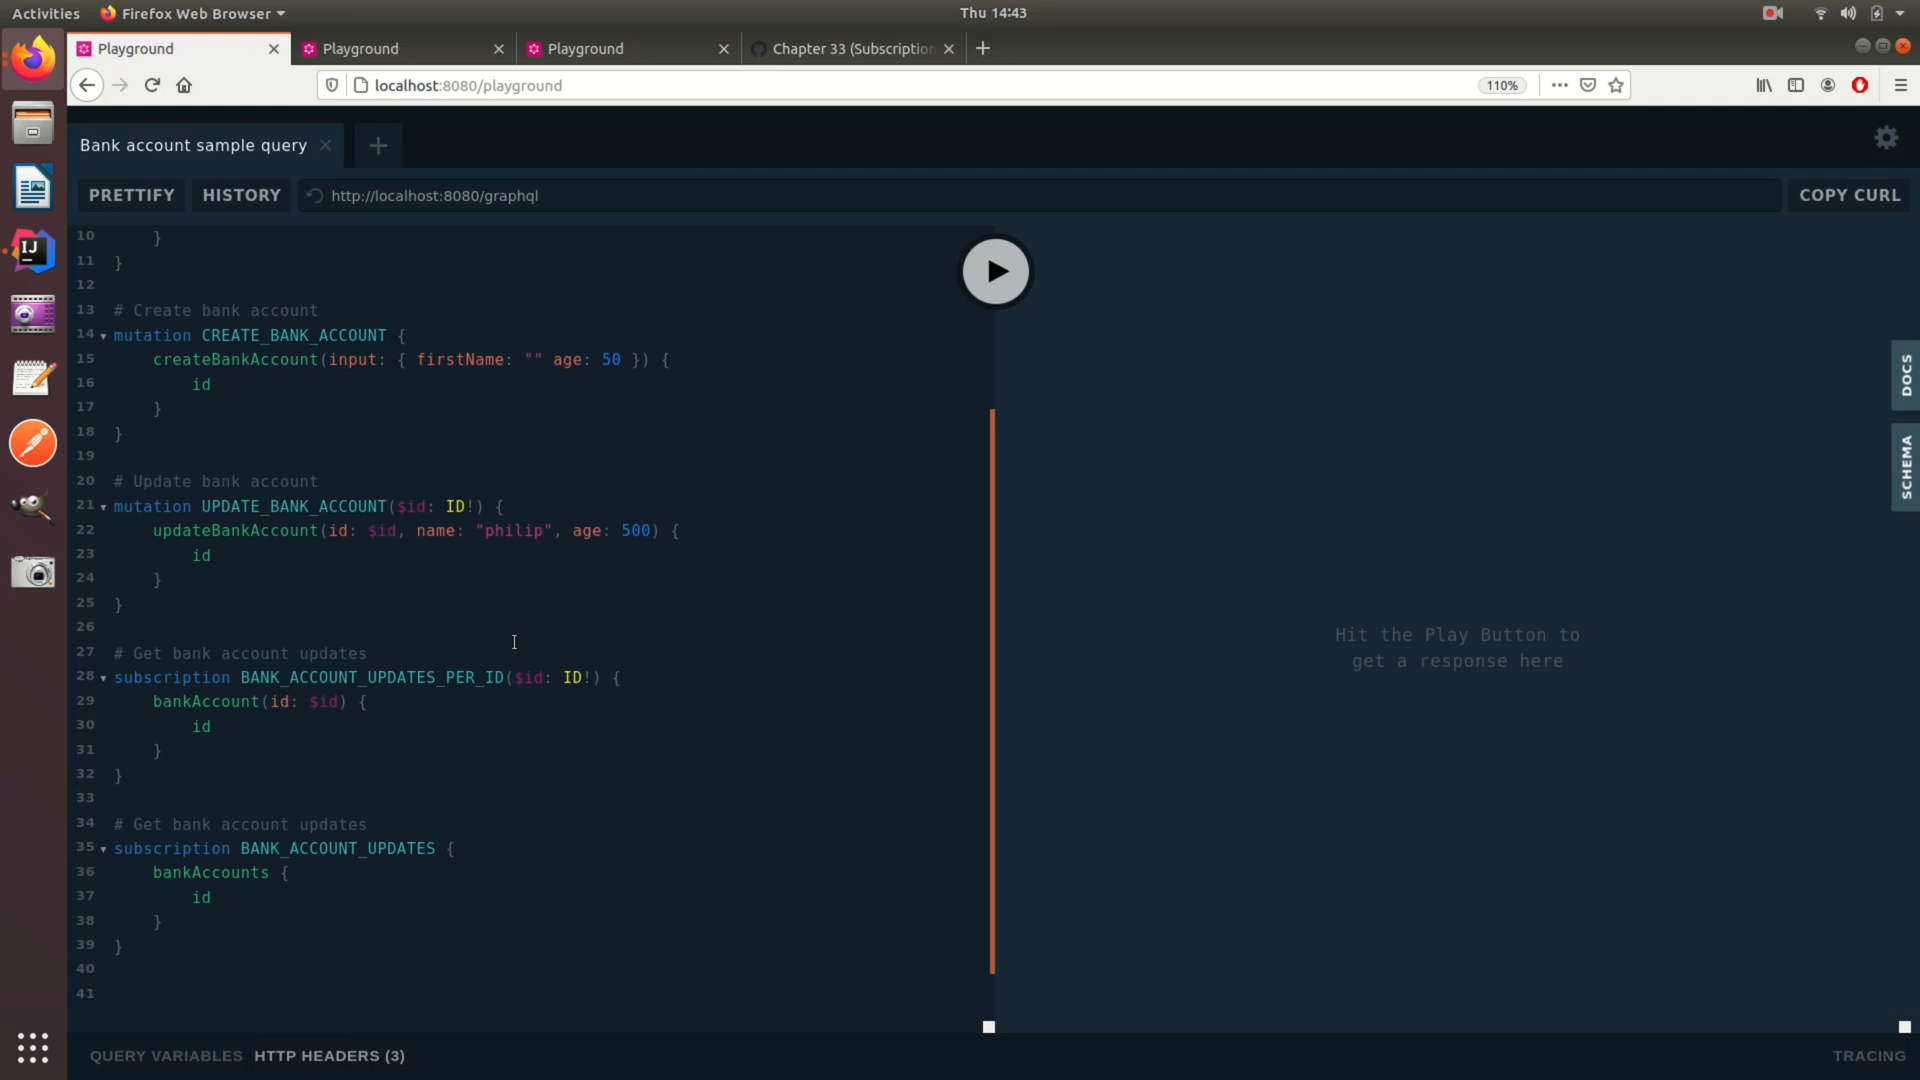 Activities Firefox Web Browser Thu 14:43
Playground Playground Playground Chapter 33 (Subscription
localhost:8080/playground 110%
Bank account sample query
PRETTIFY HISTORY http://localhost:8080/graphql COPY CURL
10 }
11 }
12
13 # Create bank account
14 mutation CREATE_BANK_ACCOUNT {
15 createBankAccount(input: { firstName: "" age: 50 }) {
16 id
17 }
18 }
19
20 # Update bank account
21 mutation UPDATE_BANK_ACCOUNT($id: ID!) {
22 updateBankAccount(id: $id, name: "philip", age: 500) {
23 id
24 }
25 }
26
27 # Get bank account updates
28 subscription BANK_ACCOUNT_UPDATES_PER_ID($id: ID!) {
29 bankAccount(id: $id) {
30 id
31 }
32 }
33
34 # Get bank account updates
35 subscription BANK_ACCOUNT_UPDATES {
36 bankAccounts {
37 id
38 }
39 }
40
41
Hit the Play Button to
get a response here
DOCS
SCHEMA
IJ
QUERY VARIABLES HTTP HEADERS (3) TRACING